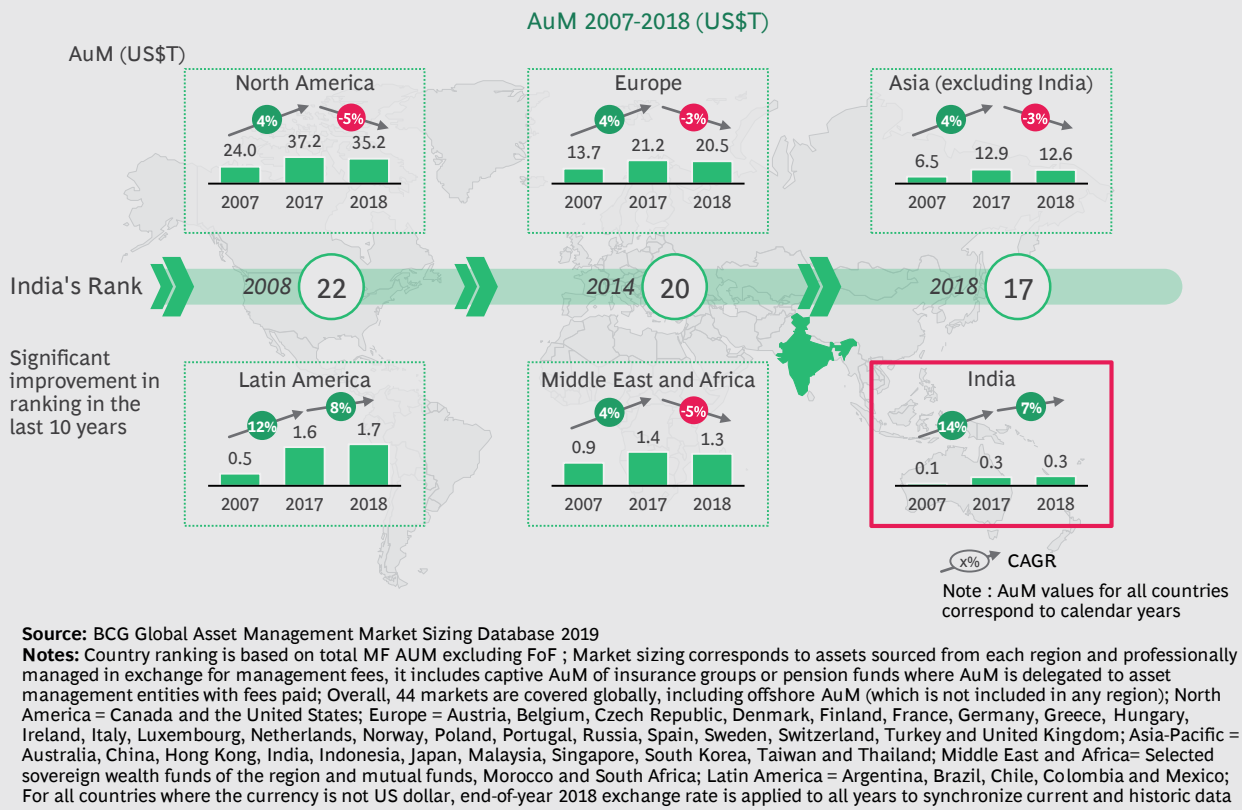 AuM 2007-2018 (US$T)
AuM (US$T)
North America
4%
-5%
24.0
37.2
35.2
2007
2017
2018
Europe
4%
-3%
13.7
21.2
20.5
2007
2017
2018
Asia (excluding India)
4%
-3%
6.5
12.9
12.6
2007
2017
2018
India's Rank
2008
22
2014
20
2018
17
Significant
improvement in
ranking in the
last 10 years
Latin America
12%
8%
0.5
1.6
1.7
2007
2017
2018
Middle East and Africa
4%
-5%
0.9
1.4
1.3
2007
2017
2018
India
14%
7%
0.1
0.3
0.3
2007
2017
2018
x% CAGR
Note : AuM values for all countries
correspond to calendar years
Source: BCG Global Asset Management Market Sizing Database 2019
Notes: Country ranking is based on total MF AUM excluding FoF ; Market sizing corresponds to assets sourced from each region and professionally
managed in exchange for management fees, it includes captive AuM of insurance groups or pension funds where AuM is delegated to asset
management entities with fees paid; Overall, 44 markets are covered globally, including offshore AuM (which is not included in any region); North
America = Canada and the United States; Europe = Austria, Belgium, Czech Republic, Denmark, Finland, France, Germany, Greece, Hungary,
Ireland, Italy, Luxembourg, Netherlands, Norway, Poland, Portugal, Russia, Spain, Sweden, Switzerland, Turkey and United Kingdom; Asia-Pacific =
Australia, China, Hong Kong, India, Indonesia, Japan, Malaysia, Singapore, South Korea, Taiwan and Thailand; Middle East and Africa= Selected
sovereign wealth funds of the region and mutual funds, Morocco and South Africa; Latin America = Argentina, Brazil, Chile, Colombia and Mexico;
For all countries where the currency is not US dollar, end-of-year 2018 exchange rate is applied to all years to synchronize current and historic data